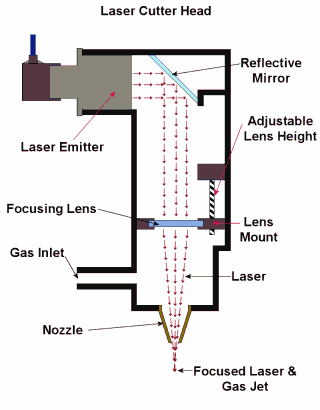 Laser Cutter Head
Reflective
Mirror
Adjustable
Lens Height
Laser Emitter
Focusing Lens
Lens
Mount
Gas Inlet
Laser
Nozzle
Focused Laser &
Gas Jet